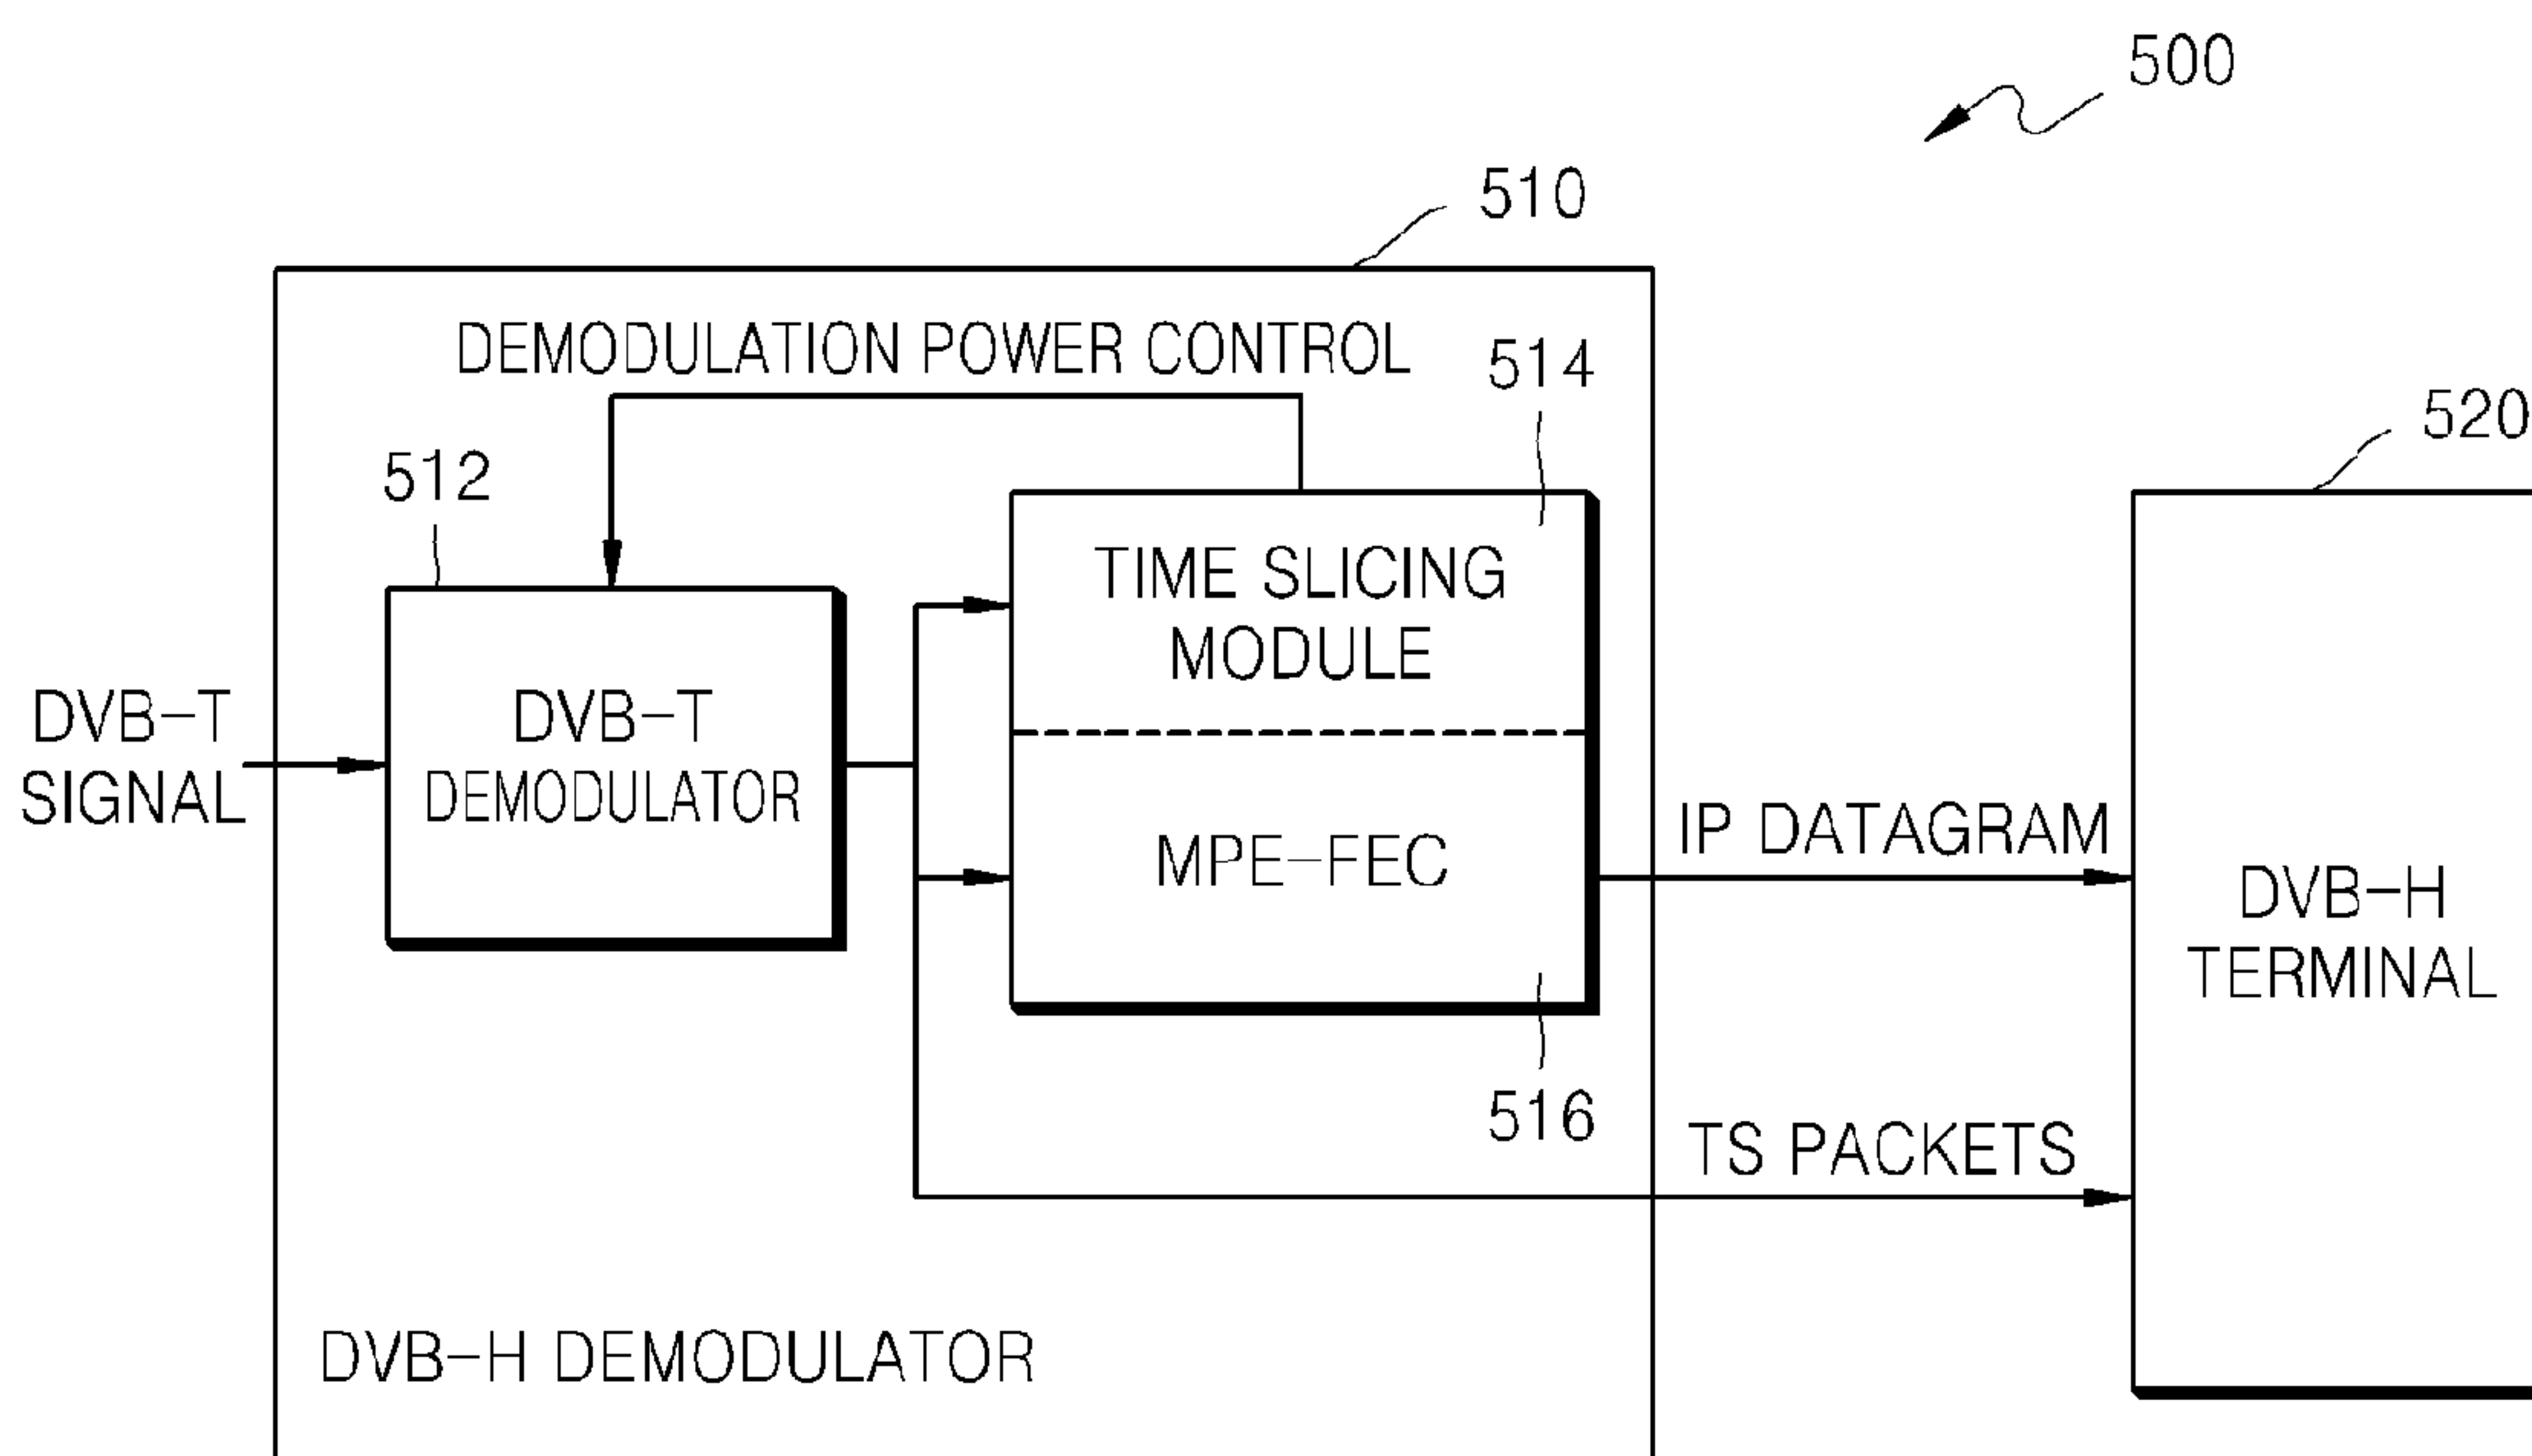 500
510
DEMODULATION POWER CONTROL
514
520
512
TIME SLICING
MODULE
DVB-T
SIGNAL
DVB-T
DEMODULATOR
MPE-FEC
IP DATAGRAM
DVB-H
TERMINAL
516
TS PACKETS
DVB-H DEMODULATOR